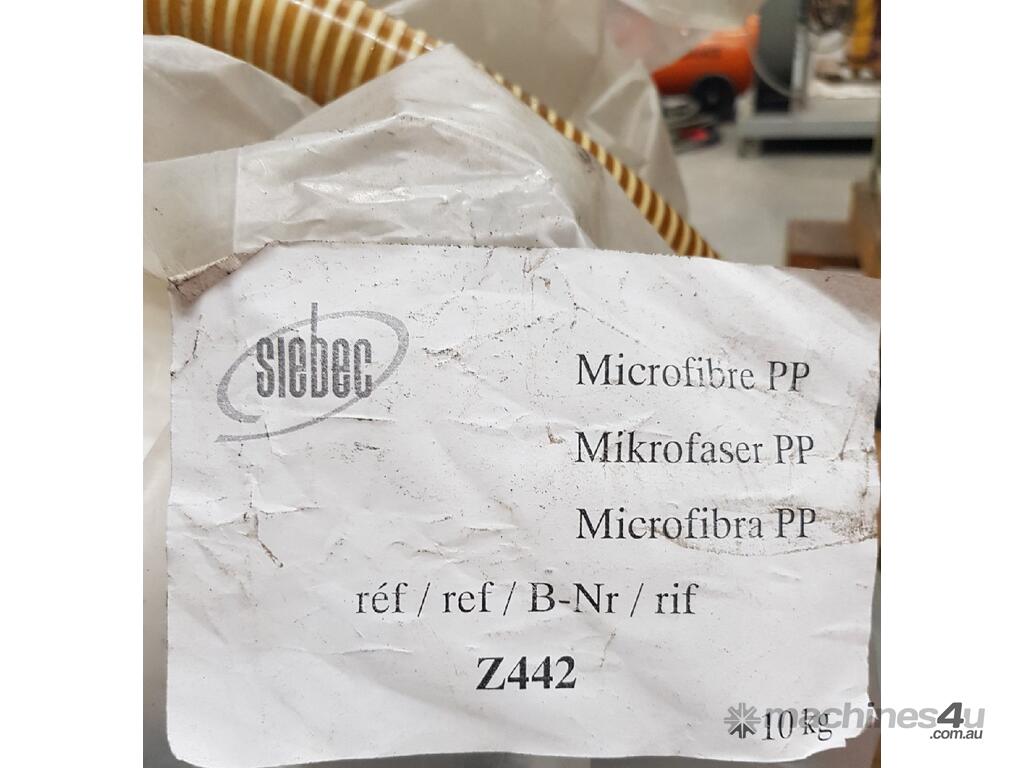 siebec
Microfibre PP
Mikrofaser PP
Microfibra PP
réf / ref / B-Nr / rif
Z442
10 kg
machines4u
.com.au